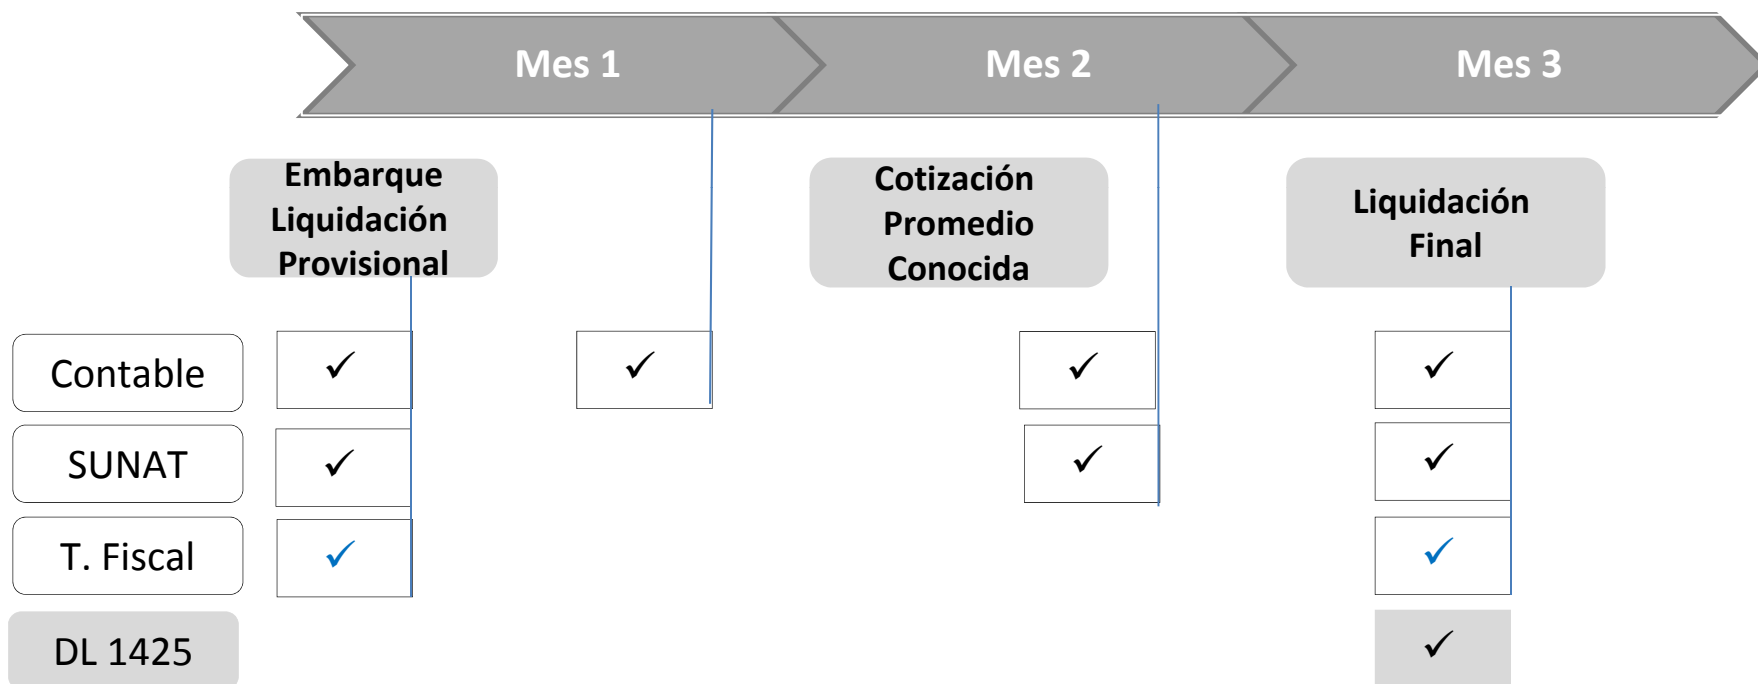 Mes 1
Mes 2
Mes 3
Embarque
Liquidación
Provisional
Cotización
Promedio
Conocida
Liquidación
Final
Contable
✓ ✓ ✓ ✓
SUNAT
✓ ✓ ✓
T. Fiscal
✓ ✓
DL 1425
✓